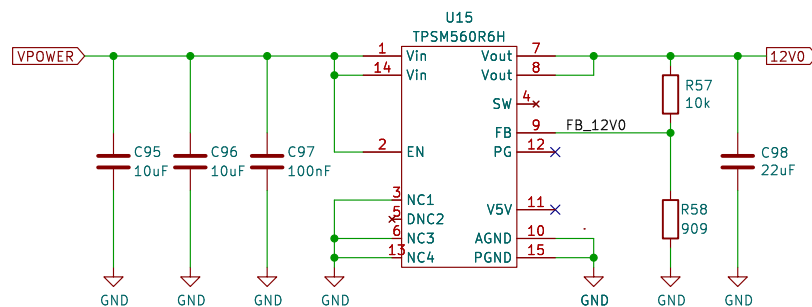 U15
TPSM560R6H
VPOWER
1 Vin Vout 7
14 Vin Vout 8
12V0
SW 4
R57
10k
FB 9 FB_12V0
2 EN PG 12
C95
10uF
C96
10uF
C97
100nF
C98
22uF
3 NC1
5 DNC2
V5V 11
R58
909
6 NC3 AGND 10
13 NC4 PGND 15
GND GND GND GND GND GND GND